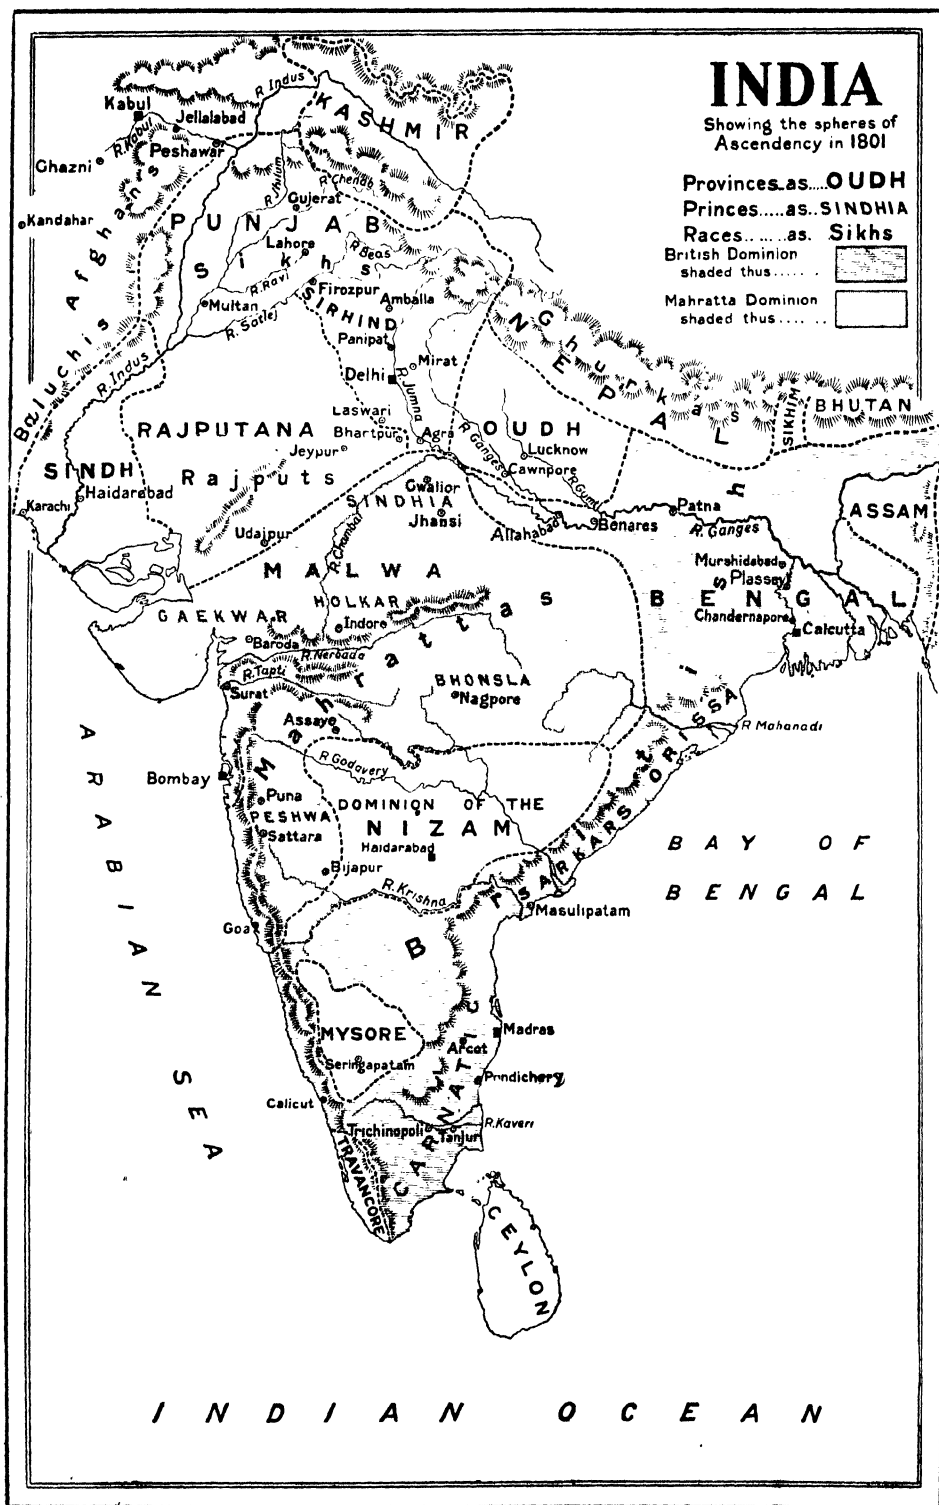 INDIA
Showing the spheres of
Ascendency in 1801
Provinces..as....OUDH
Princes.....as..SINDHIA
Races.......as. Sikhs
British Dominion
shaded thus......
Mahratta Dominion
shaded thus......
R. Indus
Kabul
Jellalabad
R. Kabul
KASHMIR
Ghazni
Peshawar
R. Jhilum
R. Chenab
Gujerat
Kandahar
Afghans
PUNJAB
Lahore
R. Beas
Sikhs
R. Ravi
Firozpur
Multan
SIRHIND
Amballa
R. Satlej
Panipat
Ghurkas
NEPAL
Mirat
Baluchis
R. Indus
Delhi
R. Jumna
SIKHIM
BHUTAN
Laswari
RAJPUTANA
Bhartpur
Agra
OUDH
R. Ganges
Lucknow
Jeypur
SINDH
Rajputs
Cawnpore
R. Gumti
Haidarabad
Karachi
Gwalior
SINDHIA
Jhansi
Patna
ASSAM
Allahabad
Benares
R. Ganges
Udaipur
R. Chambal
Murshidabad
MALWA
Plassey
GAEKWAR
HOLKAR
BENGAL
Indore
Chandernapore
Calcutta
Baroda
R. Nerbada
Mahrattas
R. Tapti
BHONSLA
Surat
Nagpore
Assaye
ORISSA
R Mahanadi
R Godavery
Bombay
DOMINION OF THE
Puna
NIZAM
PESHWA
Sattara
Haidarabad
SARKARS
Bijapur
R. Krishna
Masulipatam
Goa
British
BAY OF
BENGAL
ARABIAN SEA
MYSORE
Madras
Arcot
Seringapatam
Pondichery
CARNATIC
Calicut
Trichinopoli
Tanjur
R. Kaveri
TRAVANCORE
CEYLON
INDIAN OCEAN